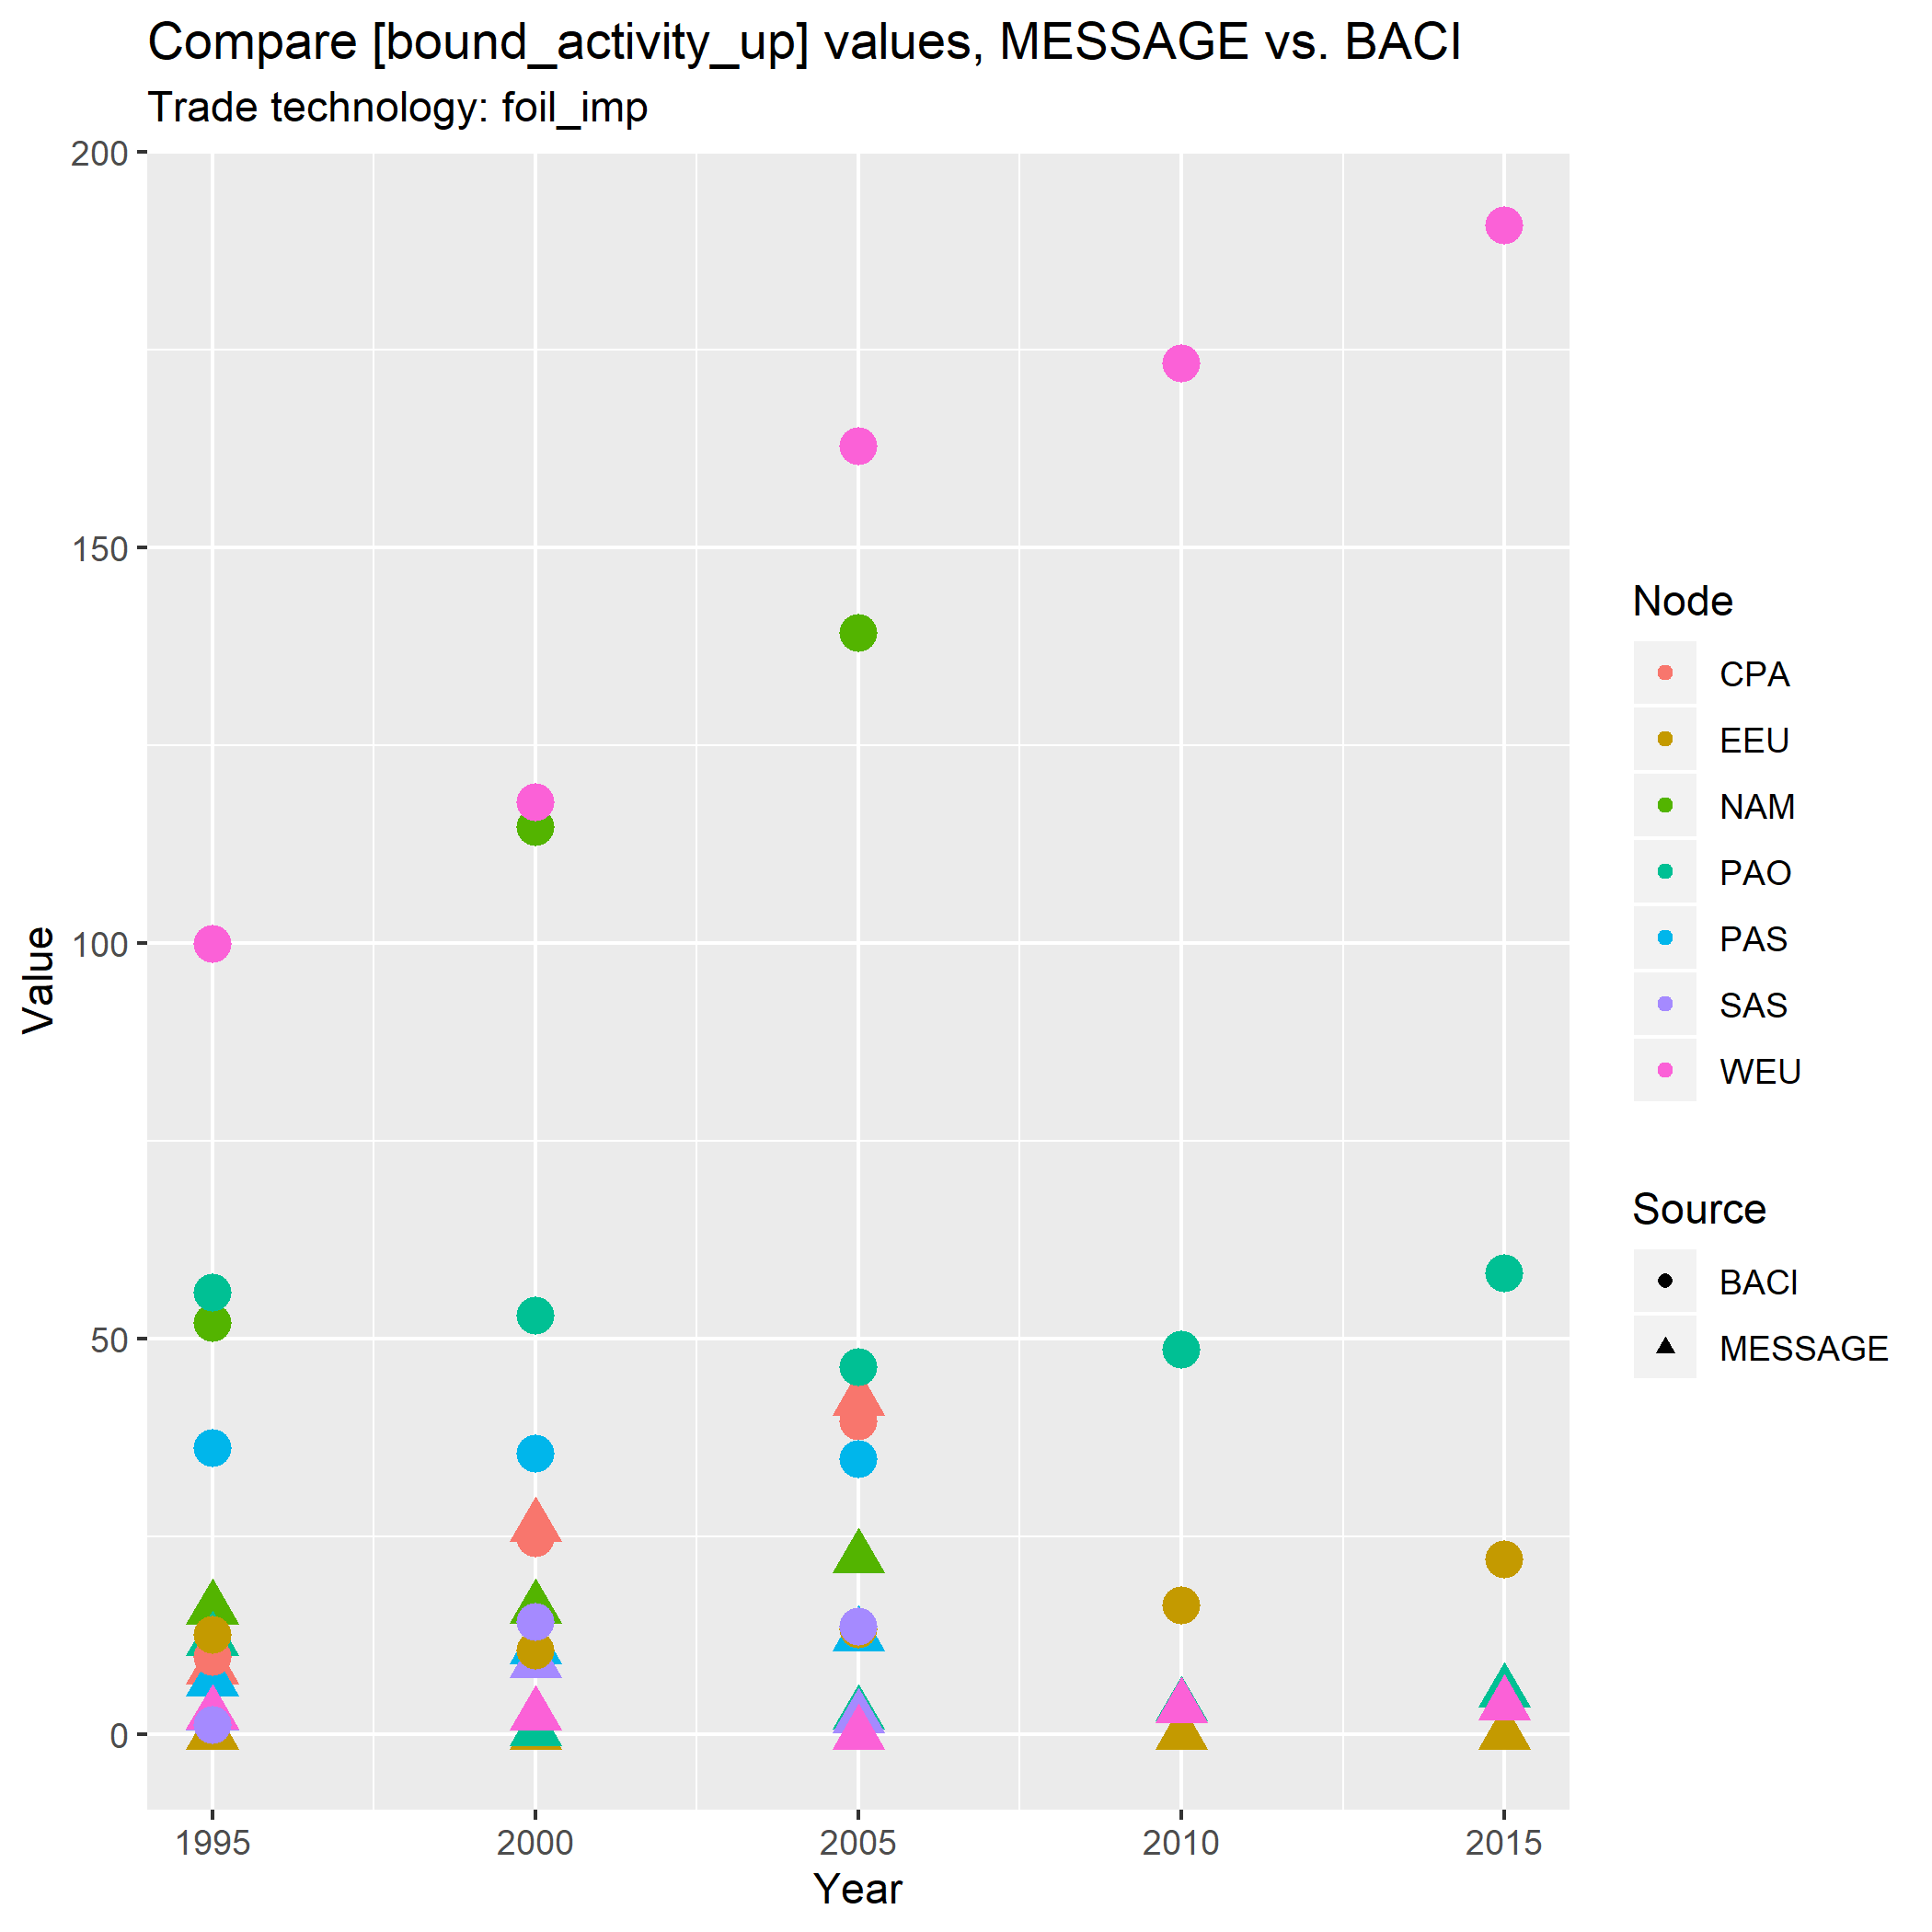 Compare [bound_activity_up] values, MESSAGE vs. BACI
Trade technology: foil_imp
200
150
100
50
0
Value
1995 2000 2005 2010 2015
Year
Node
CPA
EEU
NAM
PAO
PAS
SAS
WEU
Source
BACI
MESSAGE